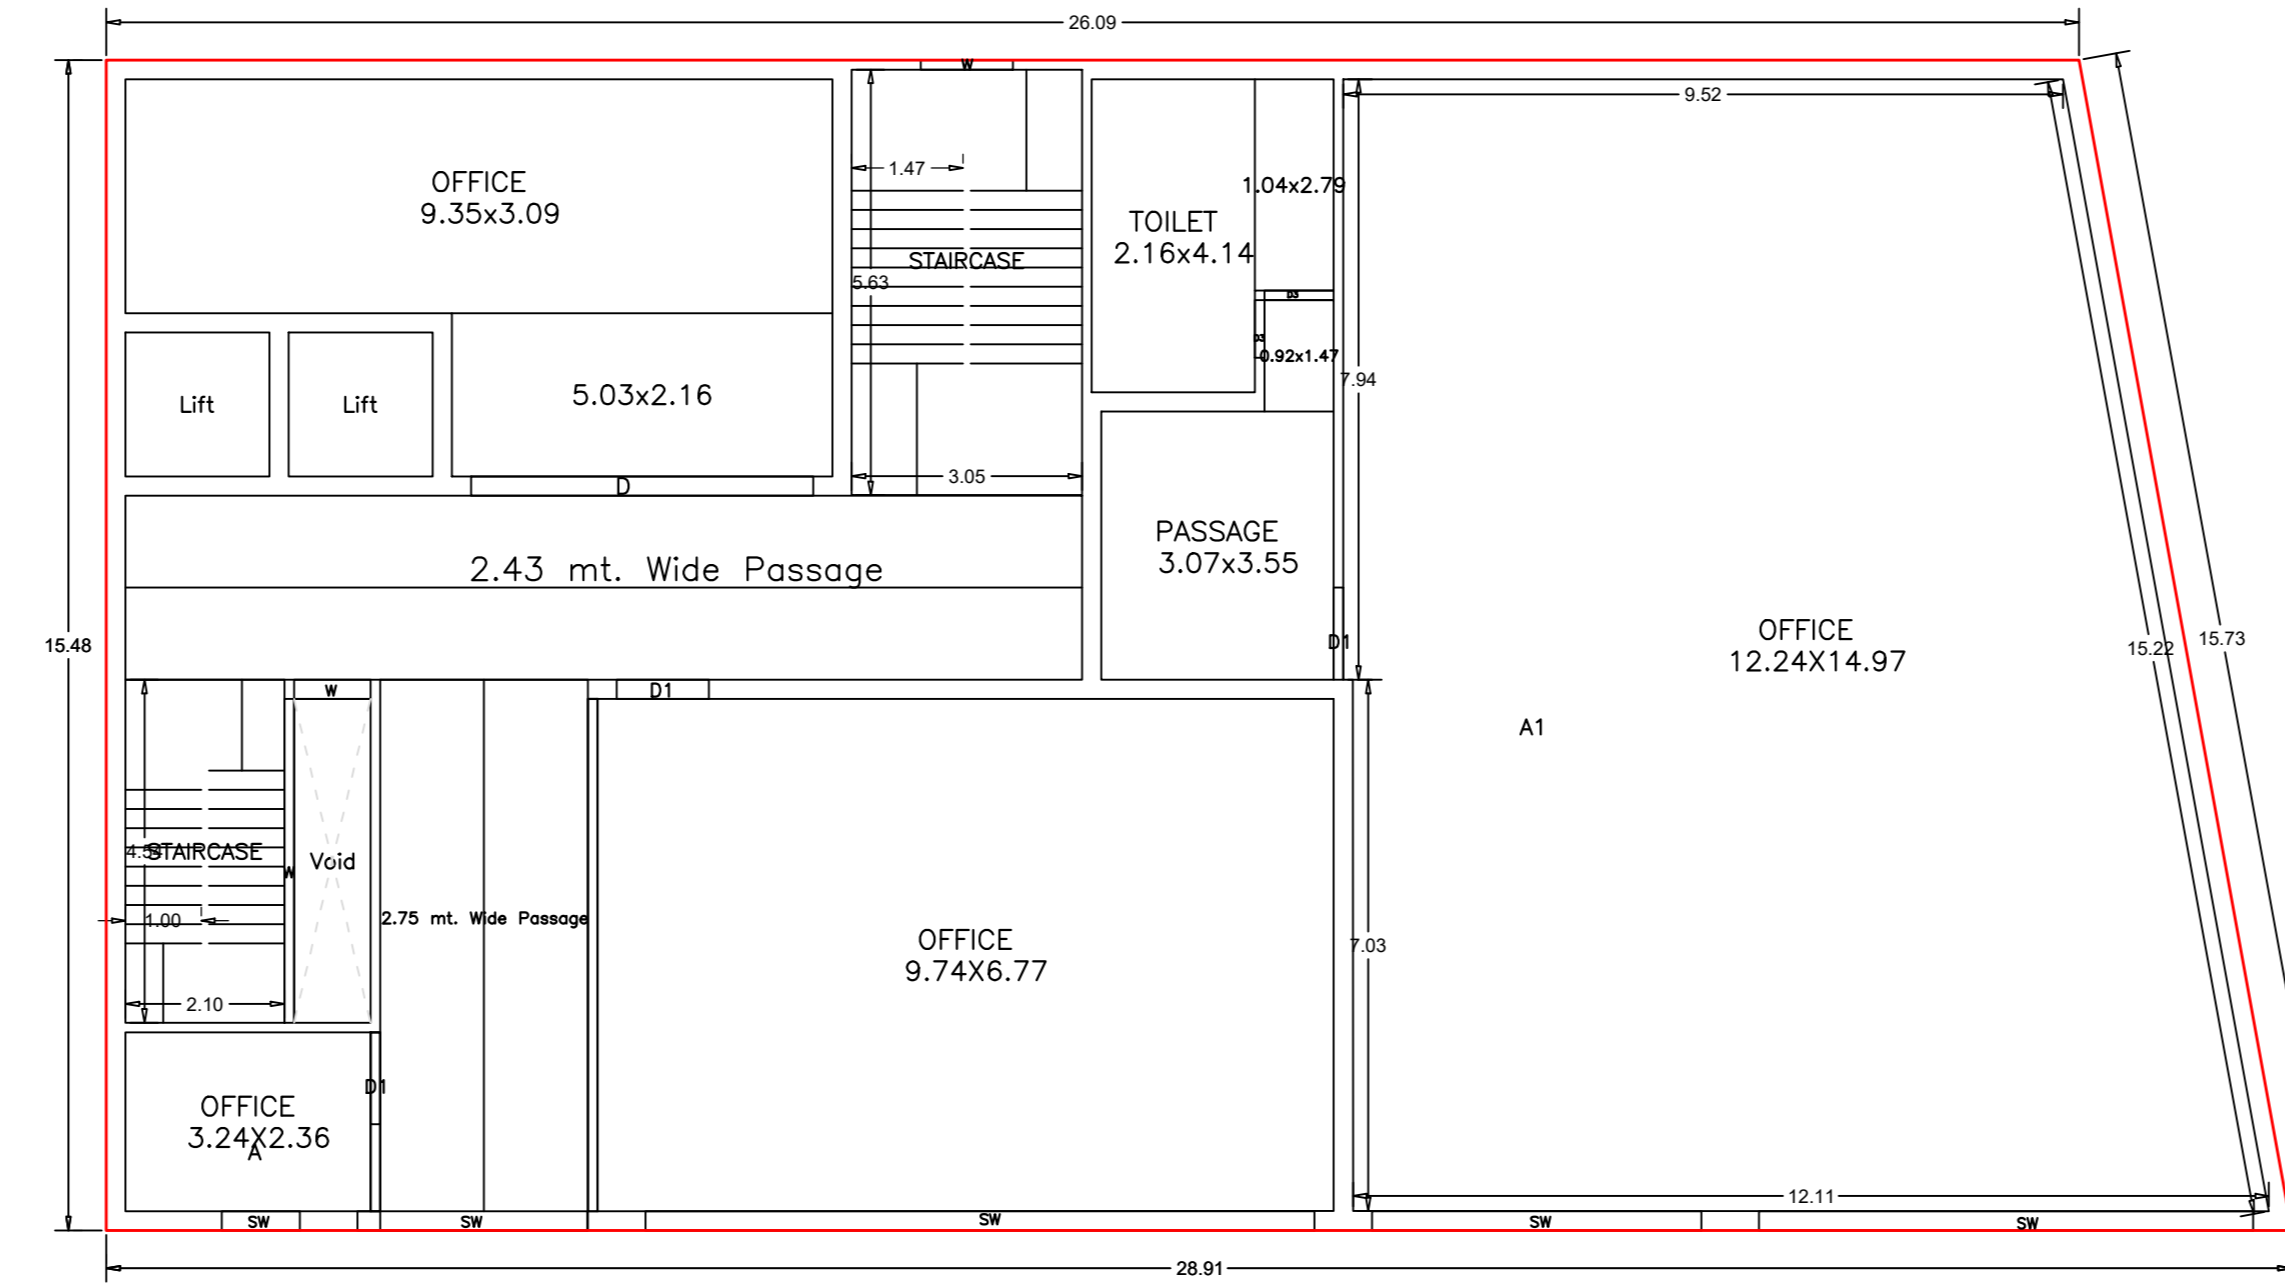 26.09
W
9.52
1.47
OFFICE
9.35x3.09
1.04x2.79
TOILET
2.16x4.14
STAIRCASE
5.63
D3
D3
0.92x1.47
7.94
Lift
Lift
5.03x2.16
3.05
D
PASSAGE
3.07x3.55
2.43 mt. Wide Passage
15.48
OFFICE
12.24X14.97
D1
15.22
15.73
W
D1
A1
STAIRCASE
Void
W
1.00
2.75 mt. Wide Passage
OFFICE
9.74X6.77
7.03
2.10
D1
OFFICE
3.24X2.36
A
12.11
SW
SW
SW
SW
SW
28.91